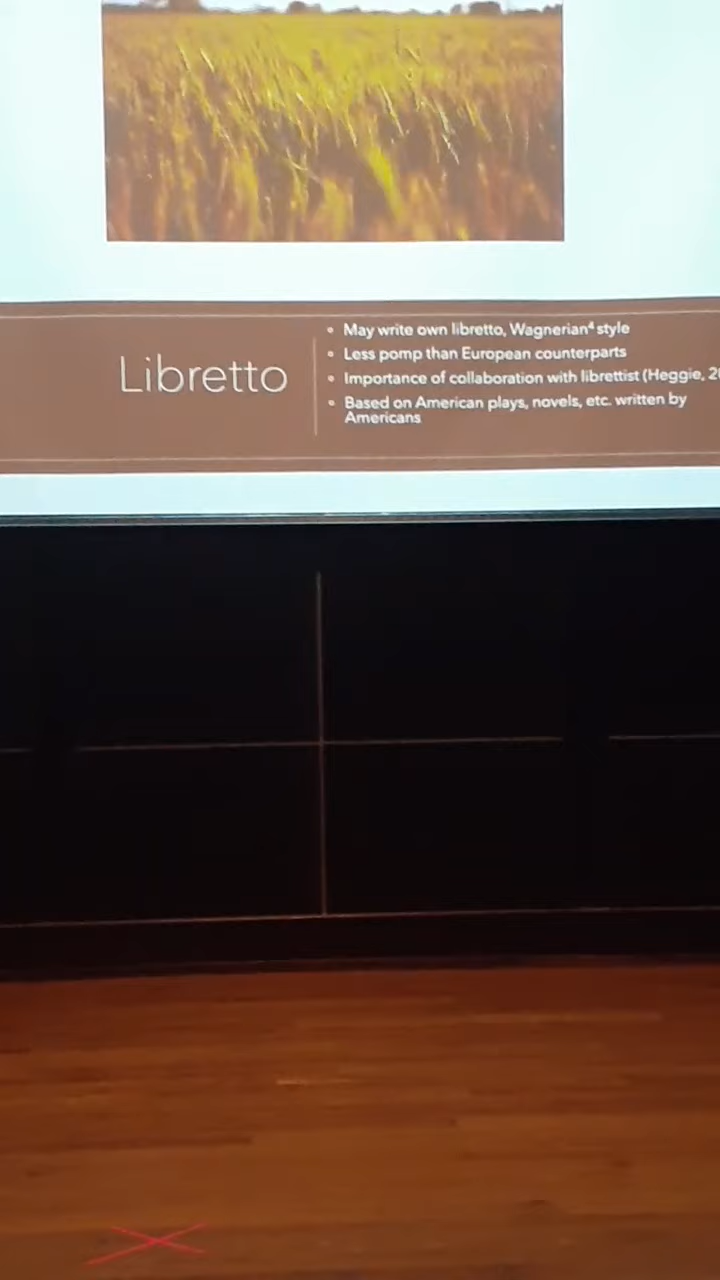 Libretto
• May write own libretto, Wagnerian⁴ style
• Less pomp than European counterparts
• Importance of collaboration with librettist (Heggie,
• Based on American plays, novels, etc. written by
Americans